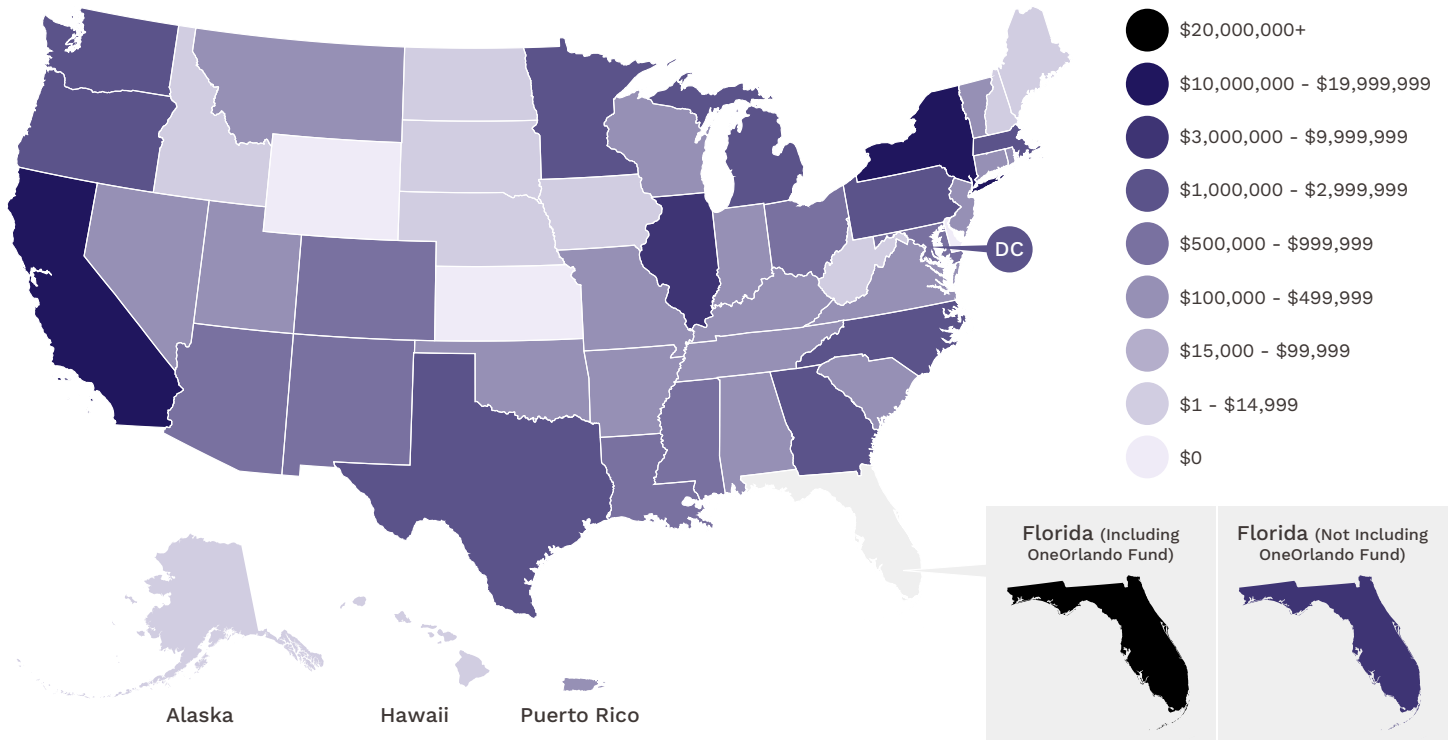 $20,000,000+
$10,000,000 - $19,999,999
$3,000,000 - $9,999,999
$1,000,000 - $2,999,999
DC
$500,000 - $999,999
$100,000 - $499,999
$15,000 - $99,999
$1 - $14,999
$0
Florida (Including
OneOrlando Fund)
Florida (Not Including
OneOrlando Fund)
Alaska
Hawaii
Puerto Rico